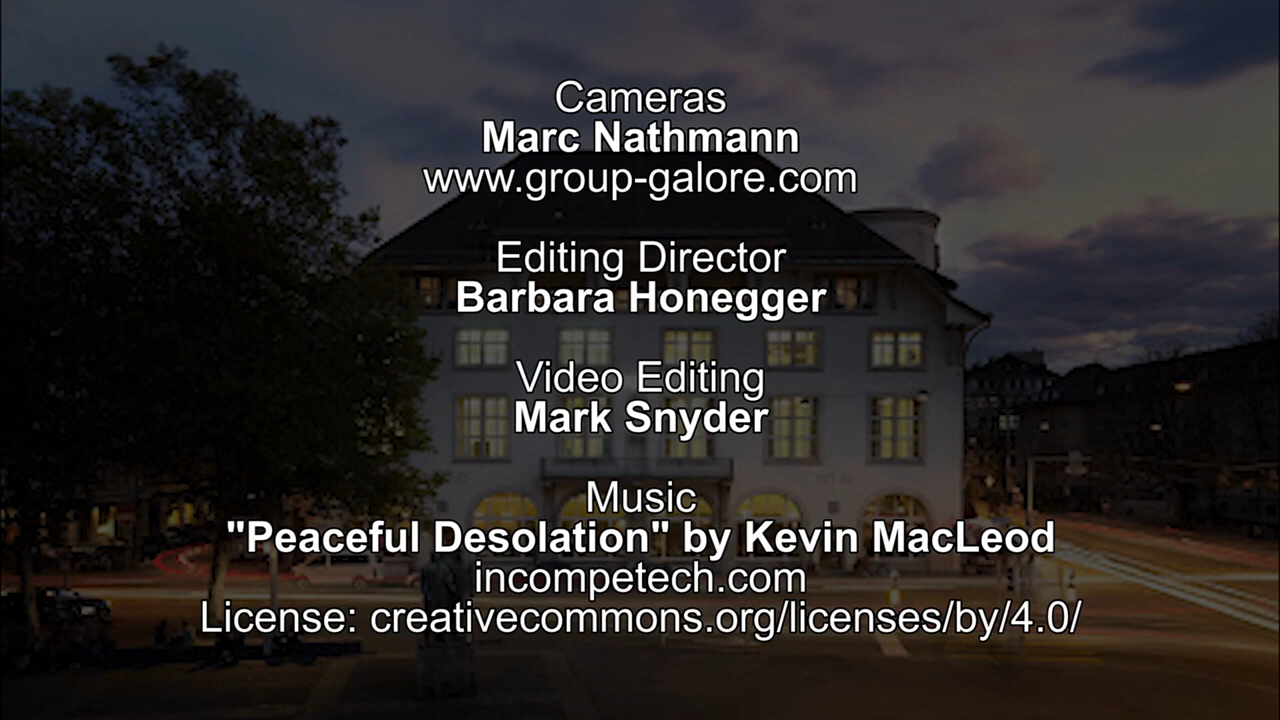 Cameras
Marc Nathmann
www.group-galore.com
Editing Director
Barbara Honegger
Video Editing
Mark Snyder
Music
"Peaceful Desolation" by Kevin MacLeod
incompetech.com
License: creativecommons.org/licenses/by/4.0/